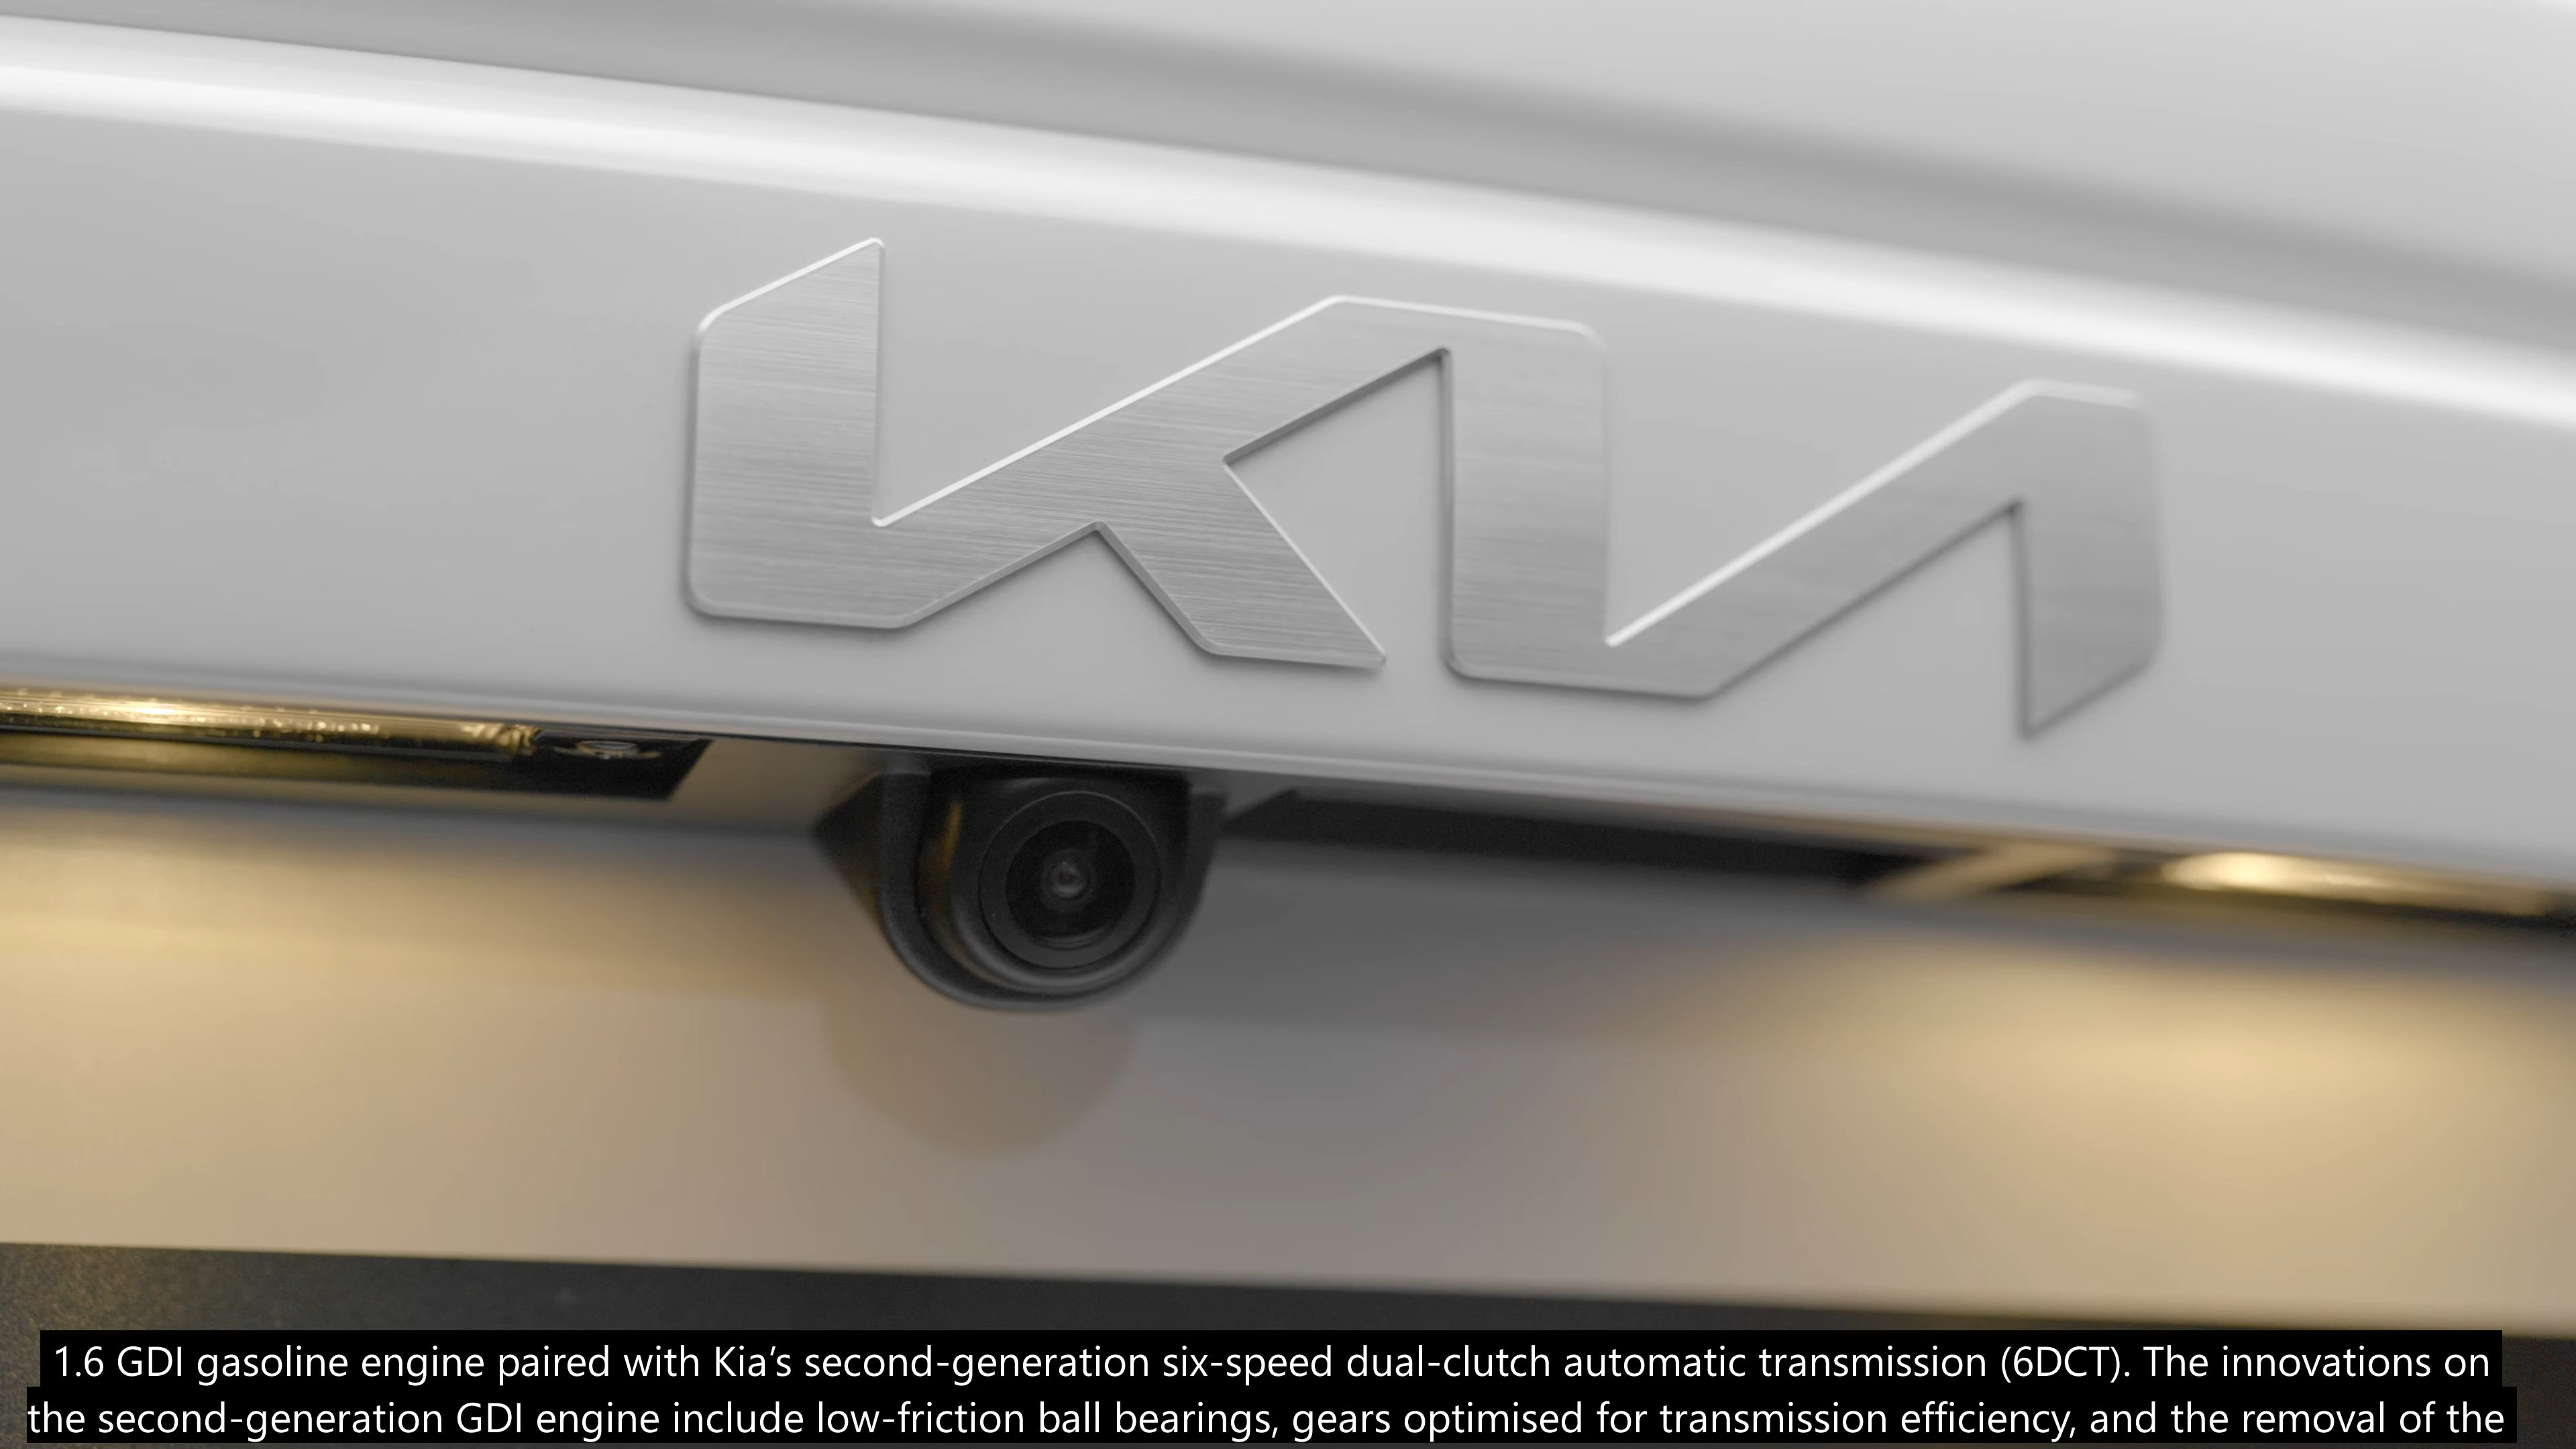 KIA
1.6 GDI gasoline engine paired with Kia’s second-generation six-speed dual-clutch automatic transmission (6DCT). The innovations on
the second-generation GDI engine include low-friction ball bearings, gears optimised for transmission efficiency, and the removal of the